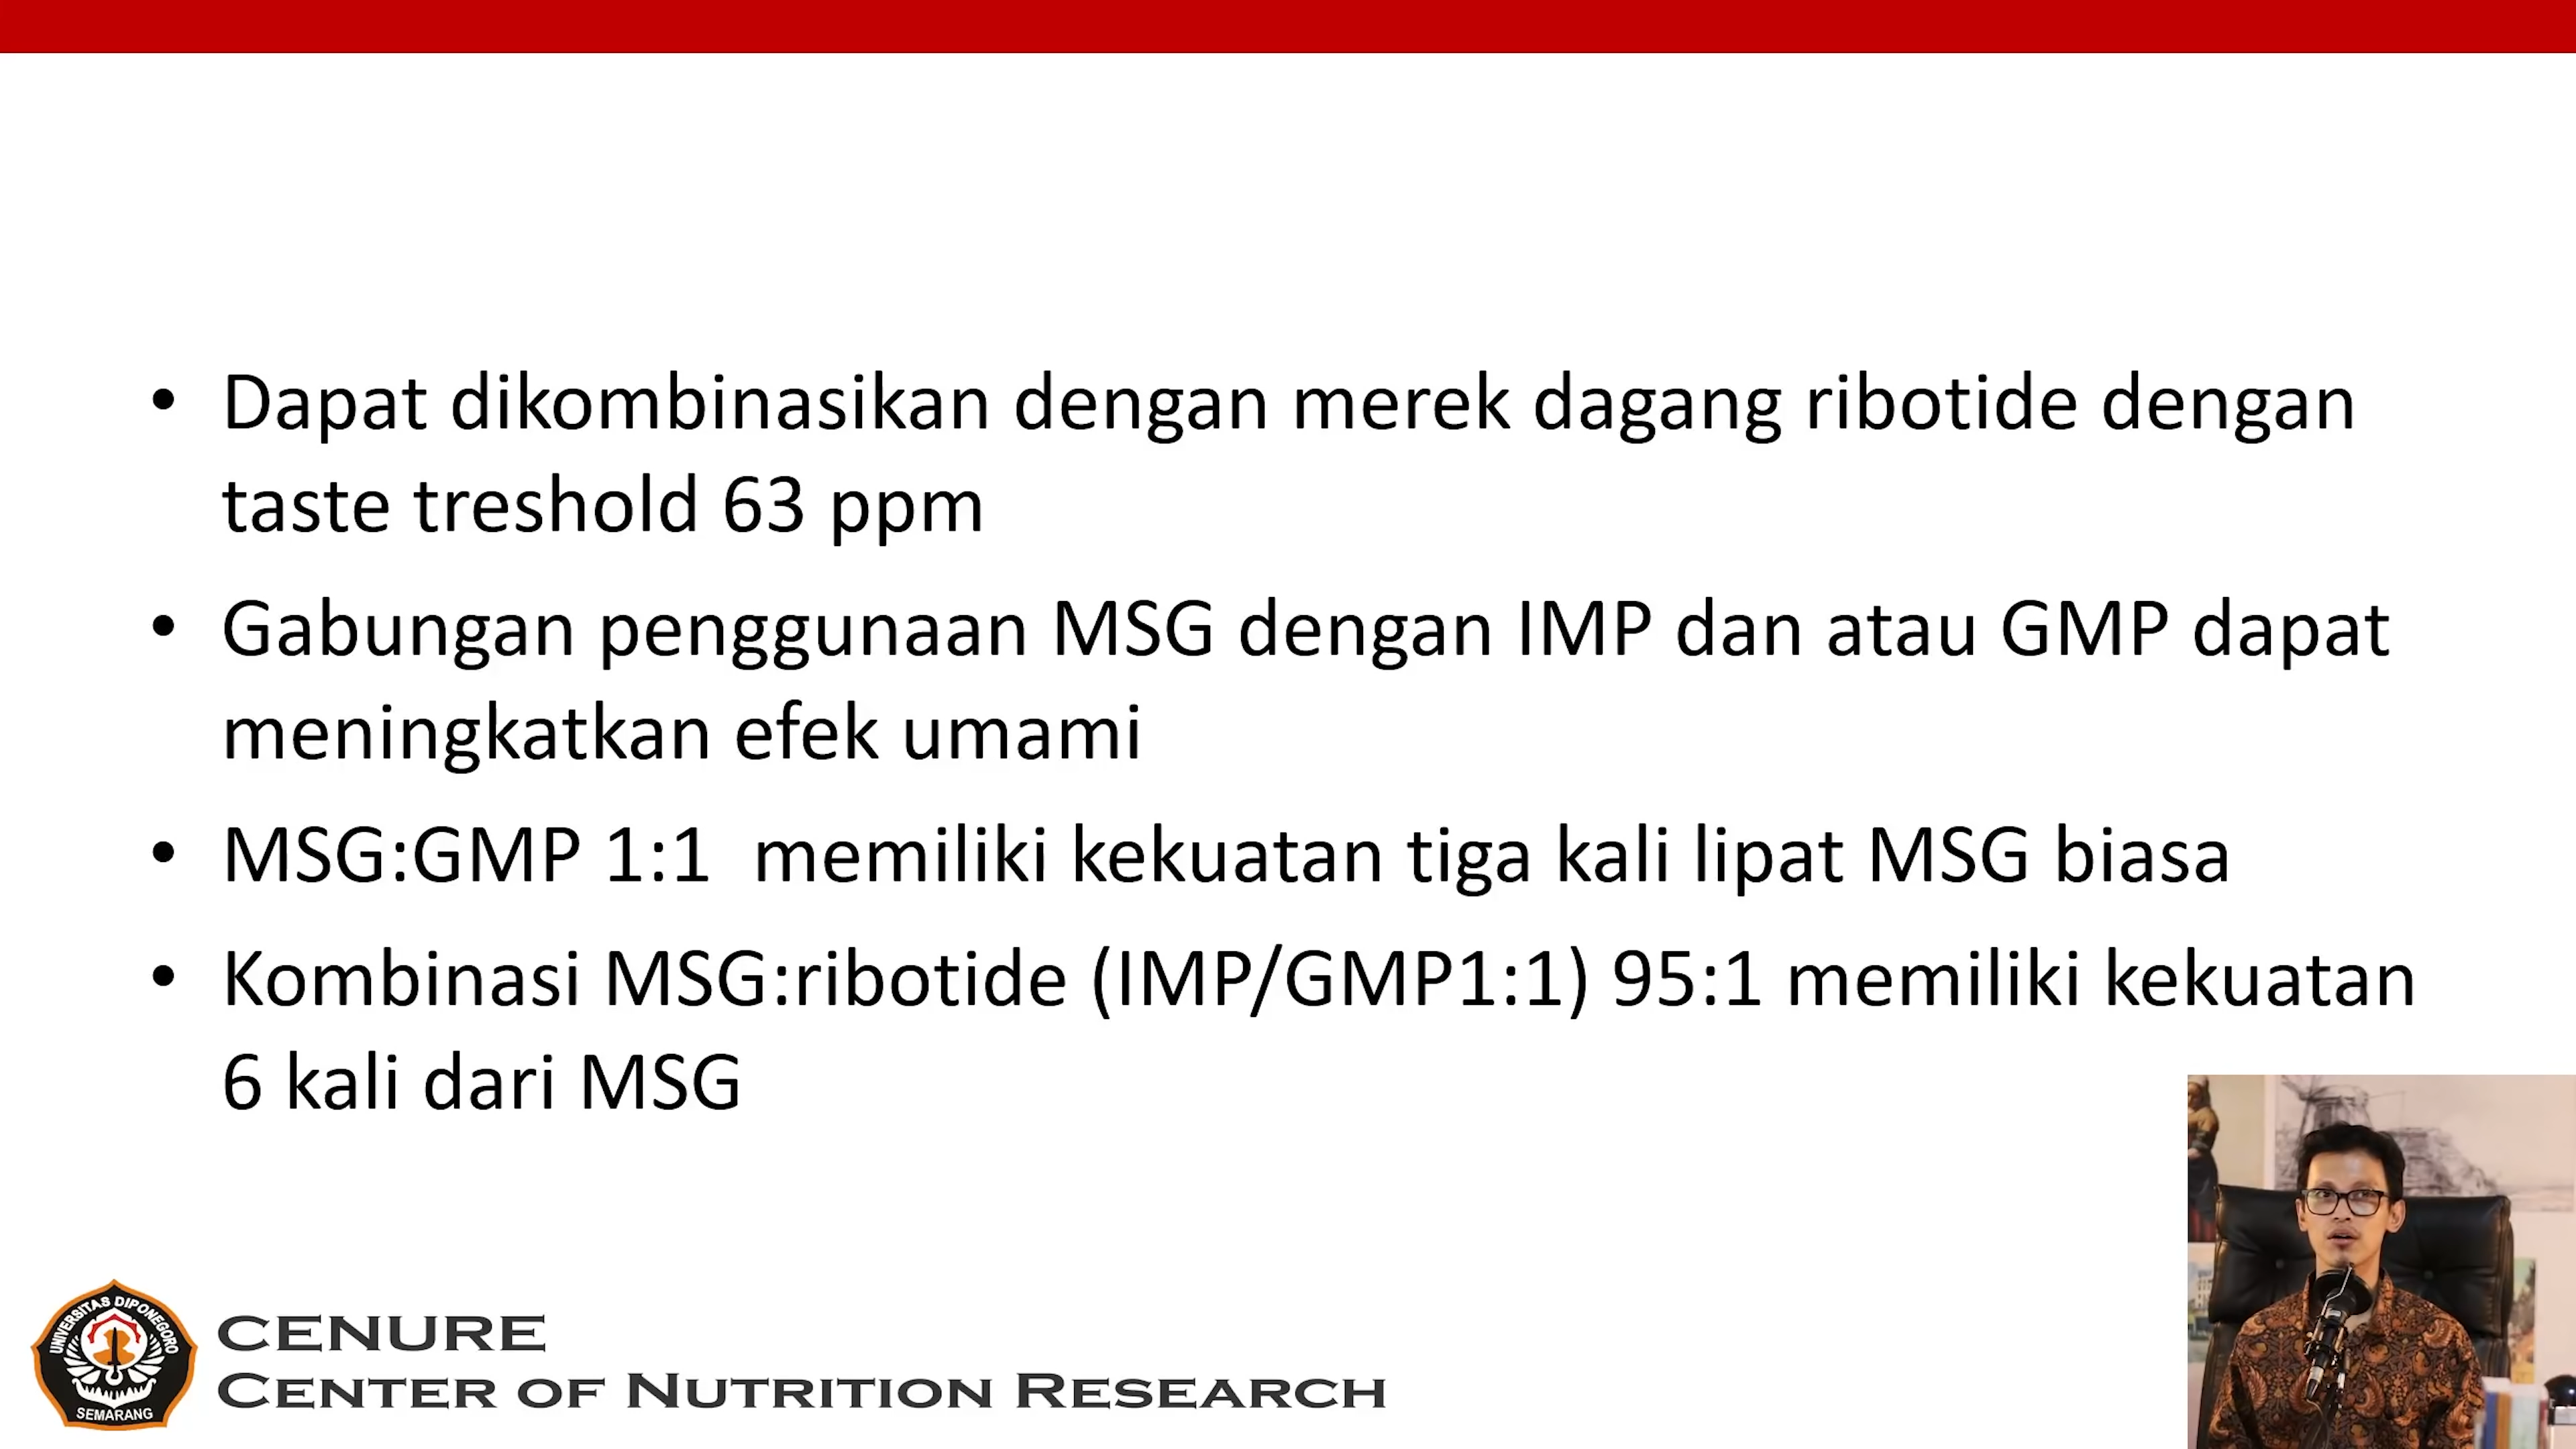 • Dapat dikombinasikan dengan merek dagang ribotide dengan
taste treshold 63 ppm
• Gabungan penggunaan MSG dengan IMP dan atau GMP dapat
meningkatkan efek umami
• MSG:GMP 1:1  memiliki kekuatan tiga kali lipat MSG biasa
• Kombinasi MSG:ribotide (IMP/GMP1:1) 95:1 memiliki kekuatan
6 kali dari MSG
UNIVERSITAS DIPONEGORO
SEMARANG
CENURE
CENTER OF NUTRITION RESEARCH